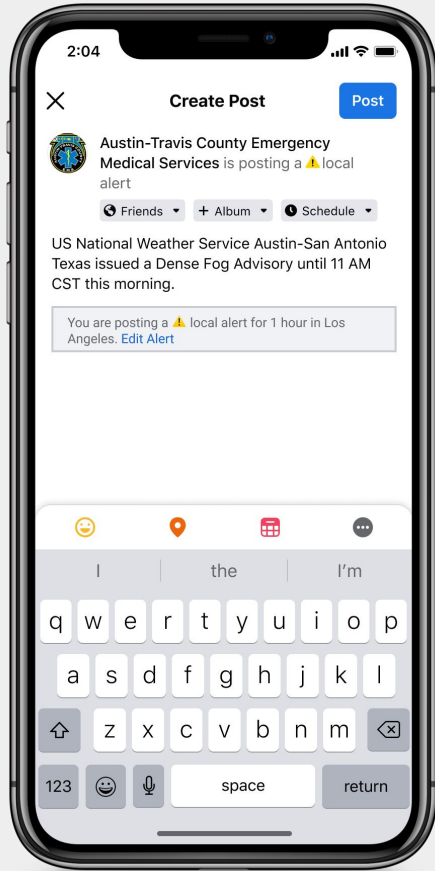 2:04
Create Post
Post
Austin-Travis County Emergency
Medical Services is posting a ⚠️ local
alert
Friends
+ Album
Schedule
US National Weather Service Austin-San Antonio
Texas issued a Dense Fog Advisory until 11 AM
CST this morning.
You are posting a ⚠️ local alert for 1 hour in Los
Angeles. Edit Alert
I the I'm
q w e r t y u i o p
a s d f g h j k l
z x c v b n m
123 space return